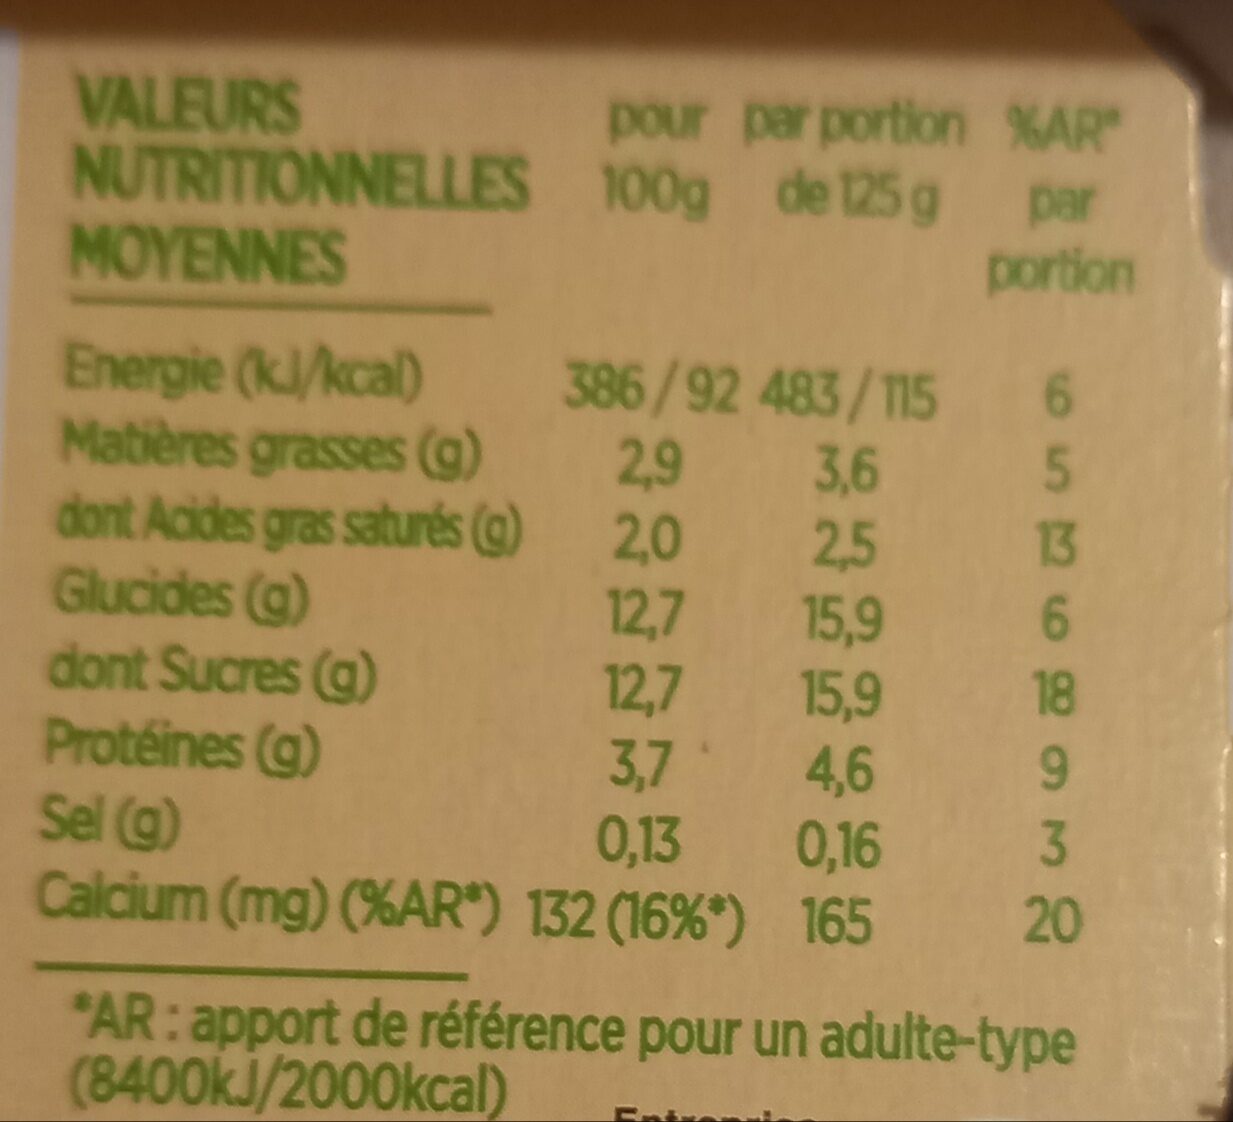 VALEURS NUTRITIONNELLES MOYENNES pour 100g par portion de 125 g %AR* par portion
Energie (kJ/kcal) 386 / 92 483 / 115 6
Matières grasses (g) 2,9 3,6 5
dont Acides gras saturés (g) 2,0 2,5 13
Glucides (g) 12,7 15,9 6
dont Sucres (g) 12,7 15,9 18
Protéines (g) 3,7 4,6 9
Sel (g) 0,13 0,16 3
Calcium (mg) (%AR*) 132 (16%*) 165 20
*AR : apport de référence pour un adulte-type
(8400kJ/2000kcal)